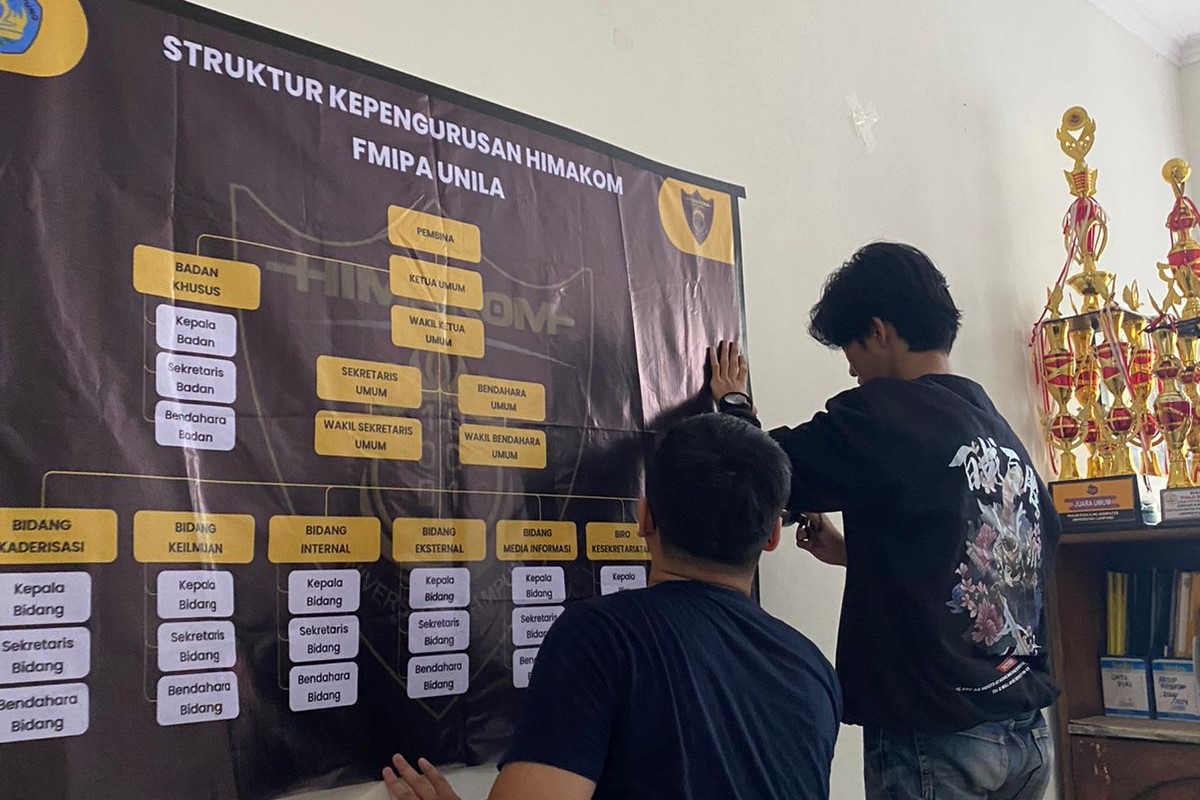 STRUKTUR KEPENGURUSAN HIMAKOM
FMIPA UNILA
PEMBINA
KETUA UMUM
WAKIL KETUA
UMUM
BADAN
KHUSUS
Kepala
Badan
Sekretaris
Badan
Bendahara
Badan
HIMAKOM
SEKRETARIS
UMUM
BENDAHARA
UMUM
WAKIL SEKRETARIS
UMUM
WAKIL BENDAHARA
UMUM
BIDANG
KADERISASI
Kepala
Bidang
Sekretaris
Bidang
Bendahara
Bidang
BIDANG
KEILMUAN
Kepala
Bidang
Sekretaris
Bidang
Bendahara
Bidang
BIDANG
INTERNAL
Kepala
Bidang
Sekretaris
Bidang
Bendahara
Bidang
BIDANG
EKSTERNAL
Kepala
Bidang
Sekretaris
Bidang
Bendahara
Bidang
BIDANG
MEDIA INFORMASI
Kepala
Bidang
Sekretaris
Bidang
BIRO
KESEKRETARIATAN
Kepala
JUARA UMUM